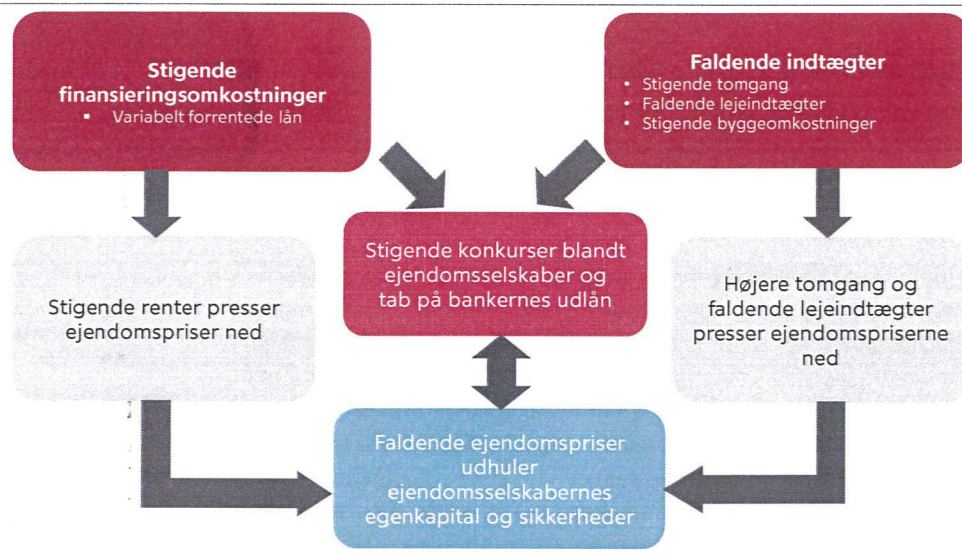 Stigende
finansieringsomkostninger
▪ Variabelt forrentede lån
Faldende indtægter
• Stigende tomgang
• Faldende lejeindtægter
• Stigende byggeomkostninger
Stigende konkurser blandt
ejendomsselskaber og
tab på bankernes udlån
Stigende renter presser
ejendomspriser ned
Højere tomgang og
faldende lejeindtægter
presser ejendomspriserne
ned
Faldende ejendomspriser
udhuler
ejendomsselskabernes
egenkapital og sikkerheder